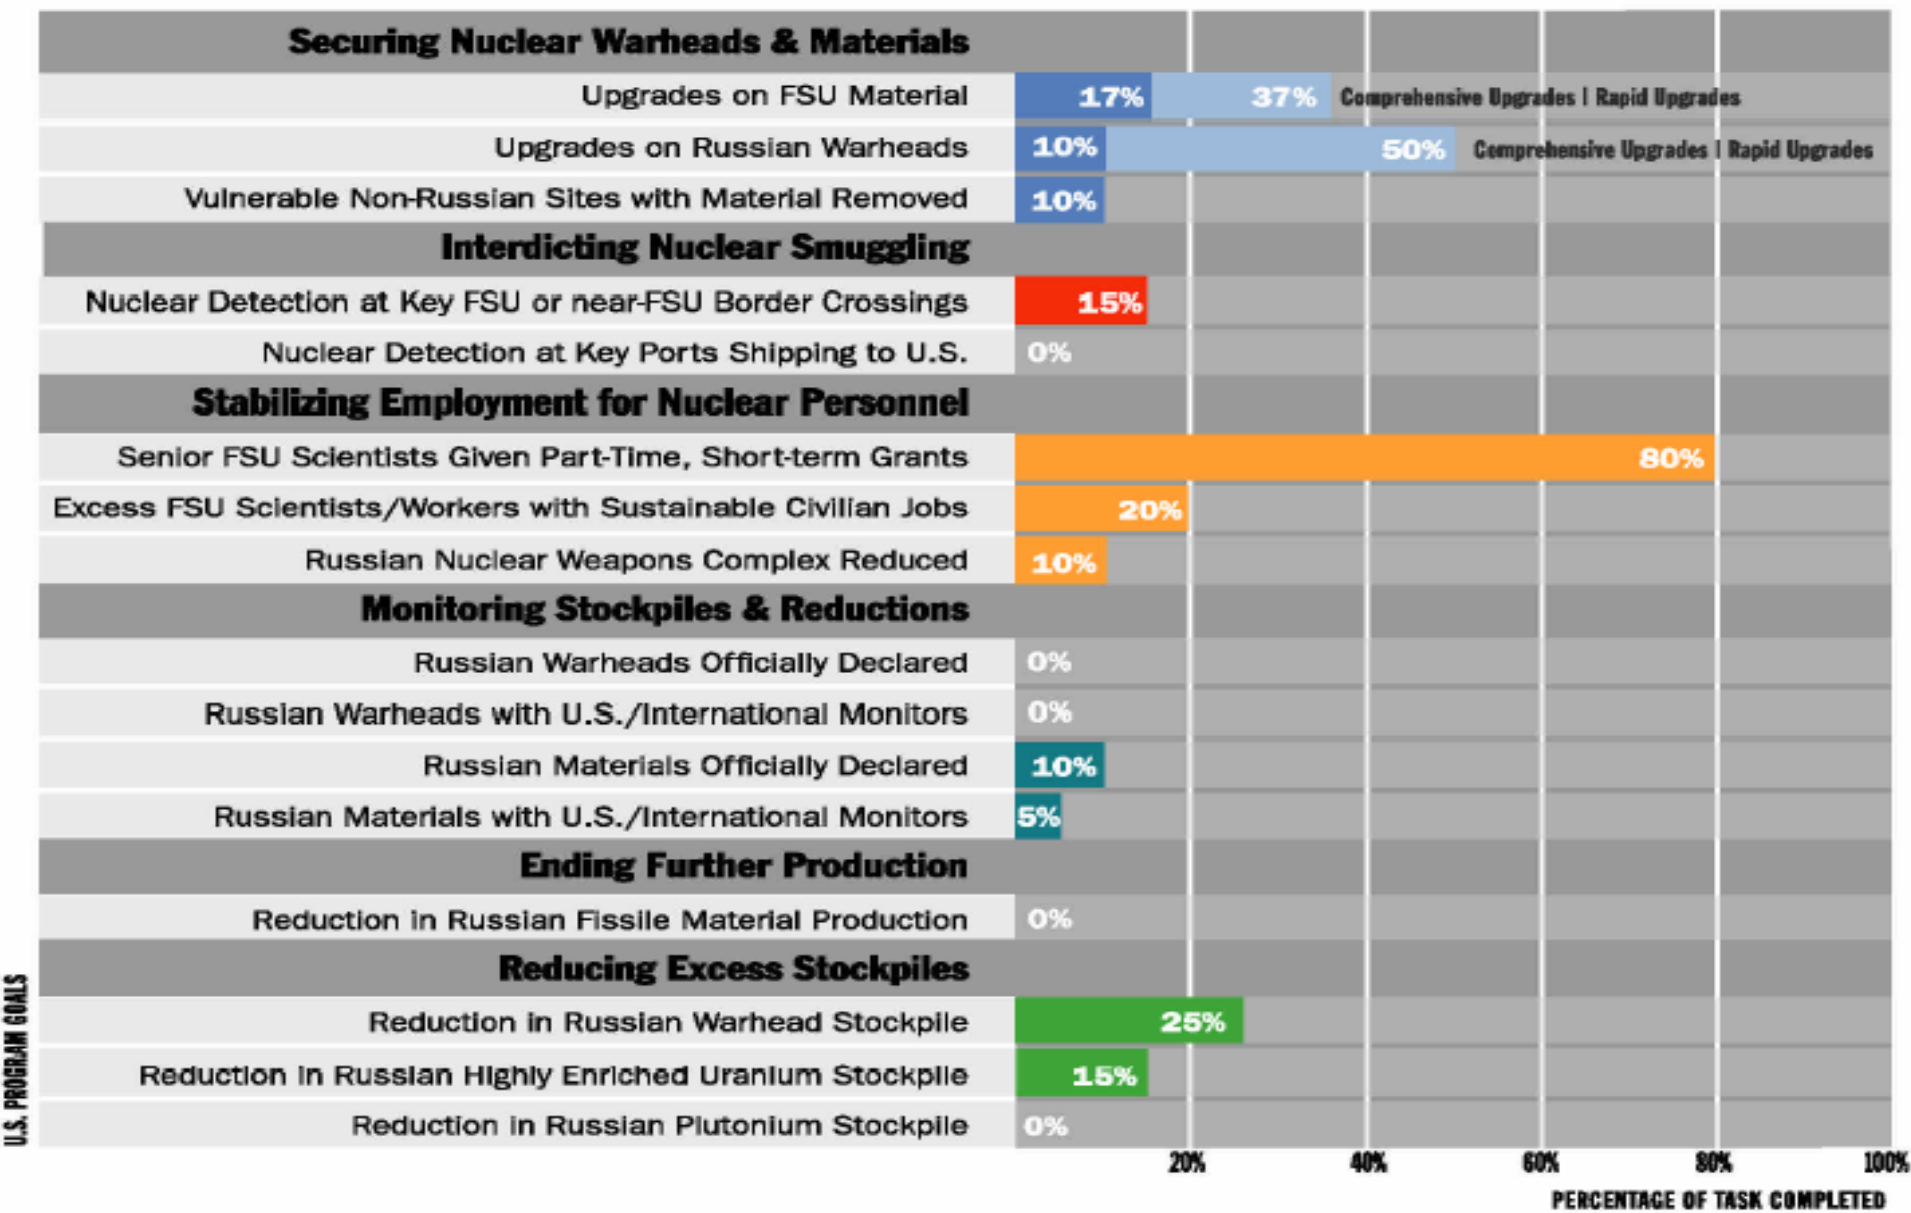 Securing Nuclear Warheads & Materials
Upgrades on FSU Material 17% 37% Comprehensive Upgrades | Rapid Upgrades
Upgrades on Russian Warheads 10% 50% Comprehensive Upgrades | Rapid Upgrades
Vulnerable Non-Russian Sites with Material Removed 10%
Interdicting Nuclear Smuggling
Nuclear Detection at Key FSU or near-FSU Border Crossings 15%
Nuclear Detection at Key Ports Shipping to U.S. 0%
Stabilizing Employment for Nuclear Personnel
Senior FSU Scientists Given Part-Time, Short-term Grants 80%
Excess FSU Scientists/Workers with Sustainable Civilian Jobs 20%
Russian Nuclear Weapons Complex Reduced 10%
Monitoring Stockpiles & Reductions
Russian Warheads Officially Declared 0%
Russian Warheads with U.S./International Monitors 0%
Russian Materials Officially Declared 10%
Russian Materials with U.S./International Monitors 5%
Ending Further Production
Reduction in Russian Fissile Material Production 0%
Reducing Excess Stockpiles
Reduction in Russian Warhead Stockpile 25%
Reduction in Russian Highly Enriched Uranium Stockpile 15%
Reduction in Russian Plutonium Stockpile 0%
U.S. PROGRAM GOALS
20% 40% 60% 80% 100%
PERCENTAGE OF TASK COMPLETED